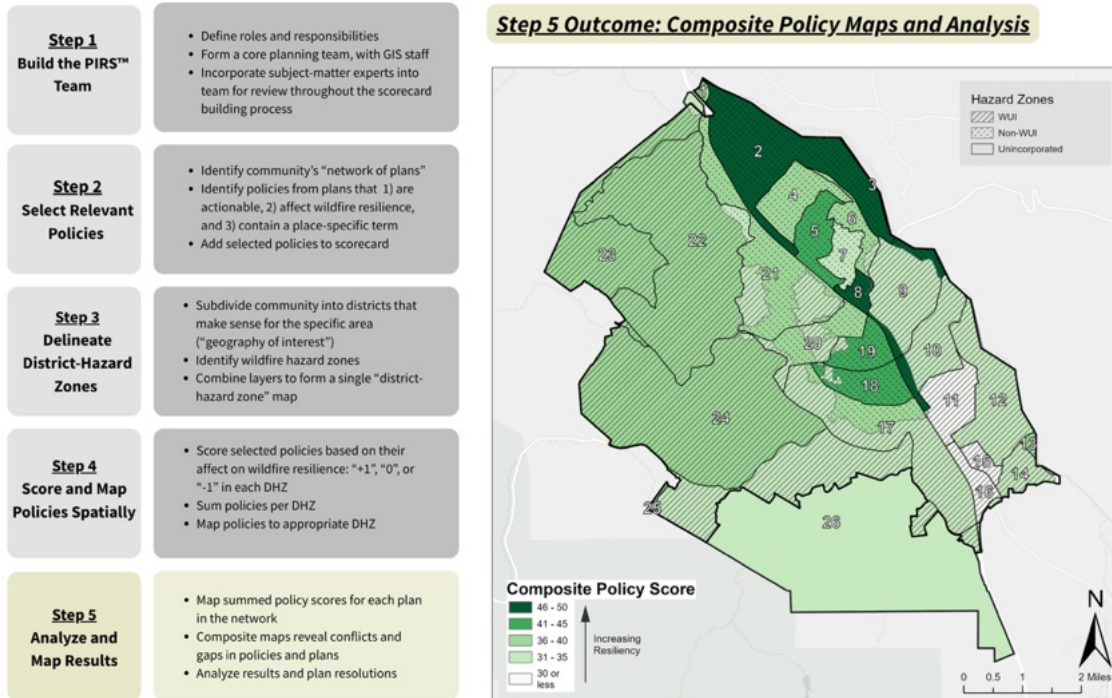 Step 1
Build the PIRS™
Team
• Define roles and responsibilities
• Form a core planning team, with GIS staff
• Incorporate subject-matter experts into
team for review throughout the scorecard
building process
Step 2
Select Relevant
Policies
• Identify community's "network of plans"
• Identify policies from plans that 1) are
actionable, 2) affect wildfire resilience,
and 3) contain a place-specific term
• Add selected policies to scorecard
Step 3
Delineate
District-Hazard
Zones
• Subdivide community into districts that
make sense for the specific area
("geography of interest")
• Identify wildfire hazard zones
• Combine layers to form a single "district-
hazard zone" map
Step 4
Score and Map
Policies Spatially
• Score selected policies based on their
affect on wildfire resilience: "+1", "0", or
"-1" in each DHZ
• Sum policies per DHZ
• Map policies to appropriate DHZ
Step 5
Analyze and
Map Results
• Map summed policy scores for each plan
in the network
• Composite maps reveal conflicts and
gaps in policies and plans
• Analyze results and plan resolutions
Step 5 Outcome: Composite Policy Maps and Analysis
Hazard Zones
WUI
Non-WUI
Unincorporated
2
3
4
5
6
7
8
9
10
11
12
13
14
15
16
17
18
19
20
21
22
23
24
25
26
Composite Policy Score
46 - 50
41 - 45
36 - 40
31 - 35
30 or
less
Increasing
Resiliency
N
0 0.5 1 2 Miles